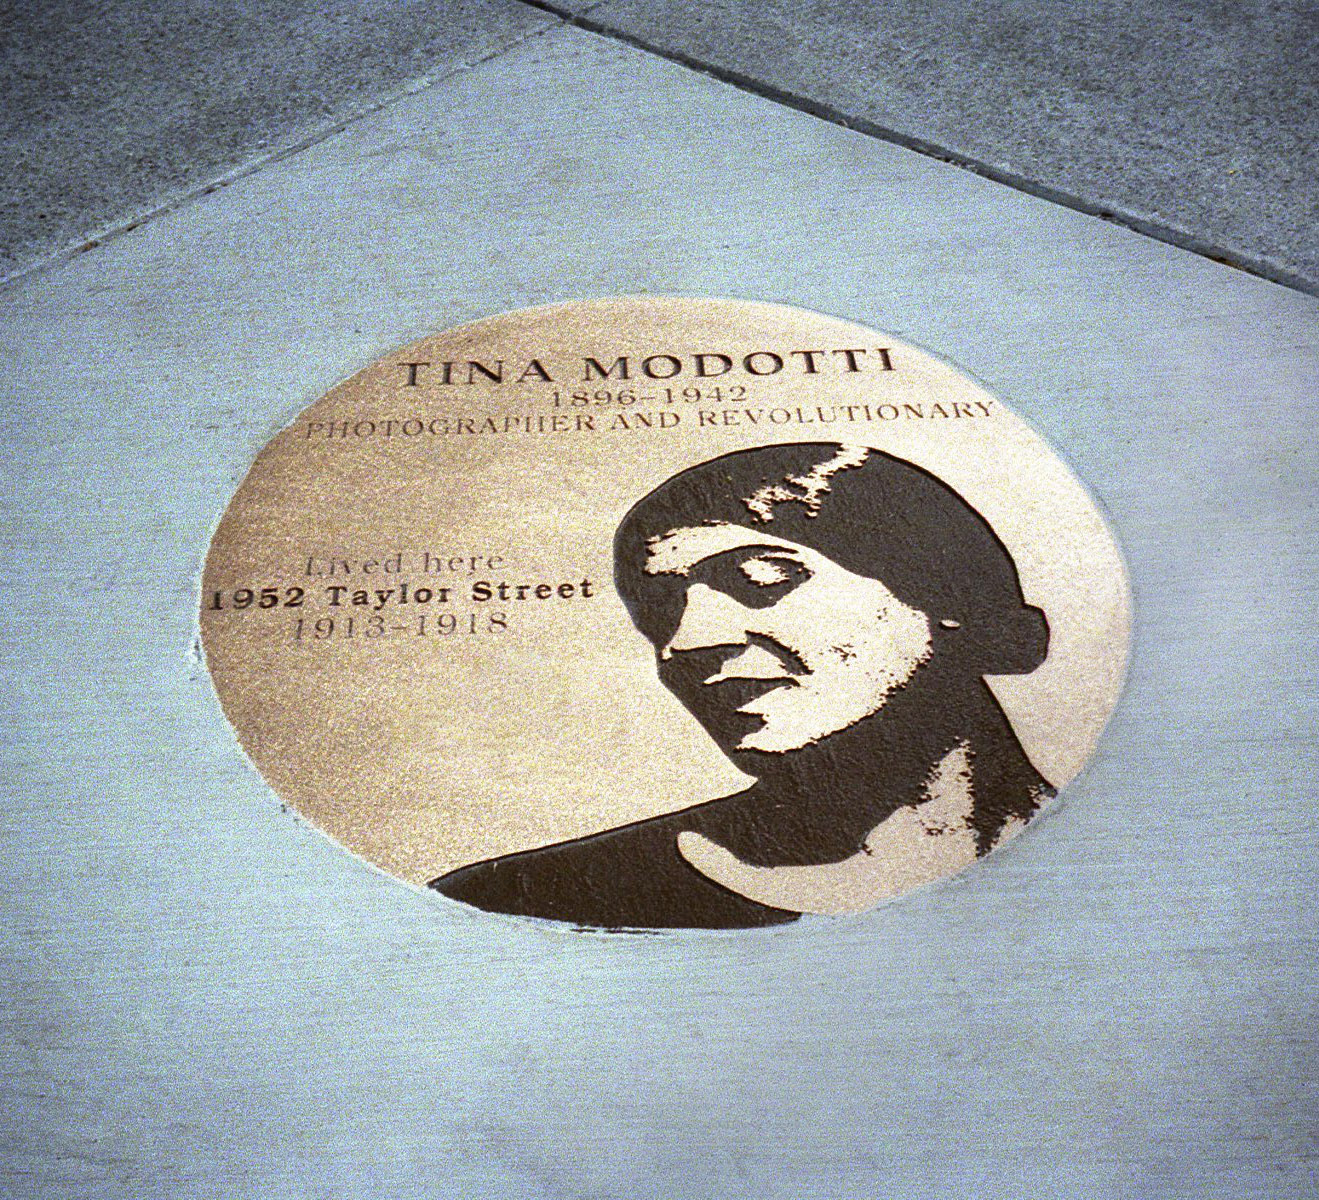 TINA MODOTTI
1896-1942
PHOTOGRAPHER AND REVOLUTIONARY
Lived here
1952 Taylor Street
1913-1918